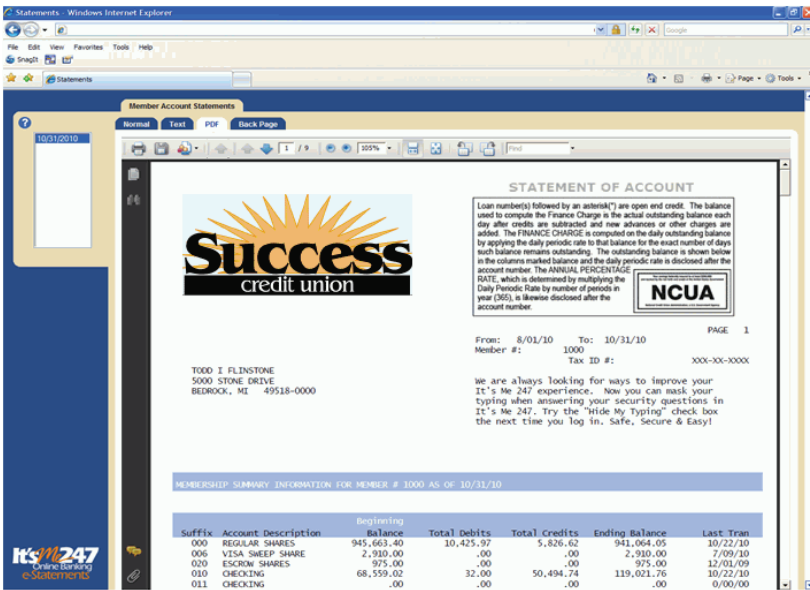 Statements - Windows Internet Explorer
Google
File Edit View Favorites Tools Help
SnagIt
Statements
Page Tools
Member Account Statements
Normal Text PDF Back Page
10/31/2010
1 / 9 105% Find
STATEMENT OF ACCOUNT
Loan number(s) followed by an asterisk(*) are open end credit. The balance
used to compute the Finance Charge is the actual outstanding balance each
day after credits are subtracted and new advances or other charges are
added. The FINANCE CHARGE is computed on the daily outstanding balance
by applying the daily periodic rate to that balance for the exact number of days
such balance remains outstanding. The outstanding balance is shown below
in the columns marked balance and the daily periodic rate is disclosed after the
account number. The ANNUAL PERCENTAGE
RATE, which is determined by multiplying the
Daily Periodic Rate by number of periods in
year (365), is likewise disclosed after the
account number.
NCUA
Success
credit union
PAGE 1
From: 8/01/10 To: 10/31/10
Member #: 1000
Tax ID #: XXX-XX-XXXX
TODD I FLINSTONE
5000 STONE DRIVE
BEDROCK, MI 49518-0000
We are always looking for ways to improve your
It's Me 247 experience. Now you can mask your
typing when answering your security questions in
It's Me 247. Try the "Hide My Typing" check box
the next time you log in. Safe, Secure & Easy!
MEMBERSHIP SUMMARY INFORMATION FOR MEMBER # 1000 AS OF 10/31/10
Beginning
Suffix Account Description Balance Total Debits Total Credits Ending Balance Last Tran
000 REGULAR SHARES 945,663.40 10,425.97 5,826.62 941,064.05 10/22/10
006 VISA SWEEP SHARE 2,910.00 .00 .00 2,910.00 7/09/10
020 ESCROW SHARES 975.00 .00 .00 975.00 12/01/09
010 CHECKING 68,559.02 32.00 50,494.74 119,021.76 10/22/10
011 CHECKING .00 .00 .00 .00 0/00/00
It's Me 247
Online Banking
e-Statements